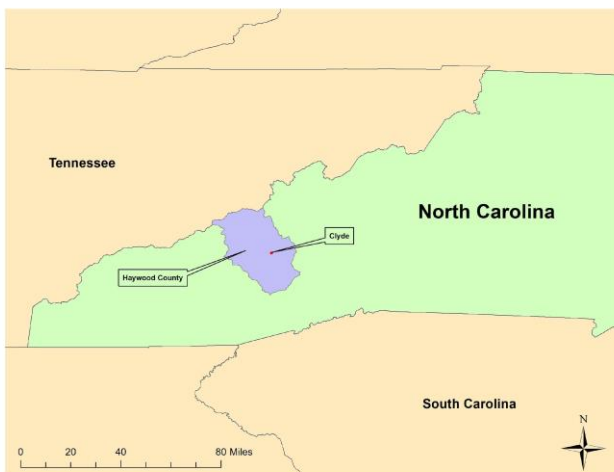 Tennessee
North Carolina
Clyde
Haywood County
South Carolina
N
0 20 40 80 Miles